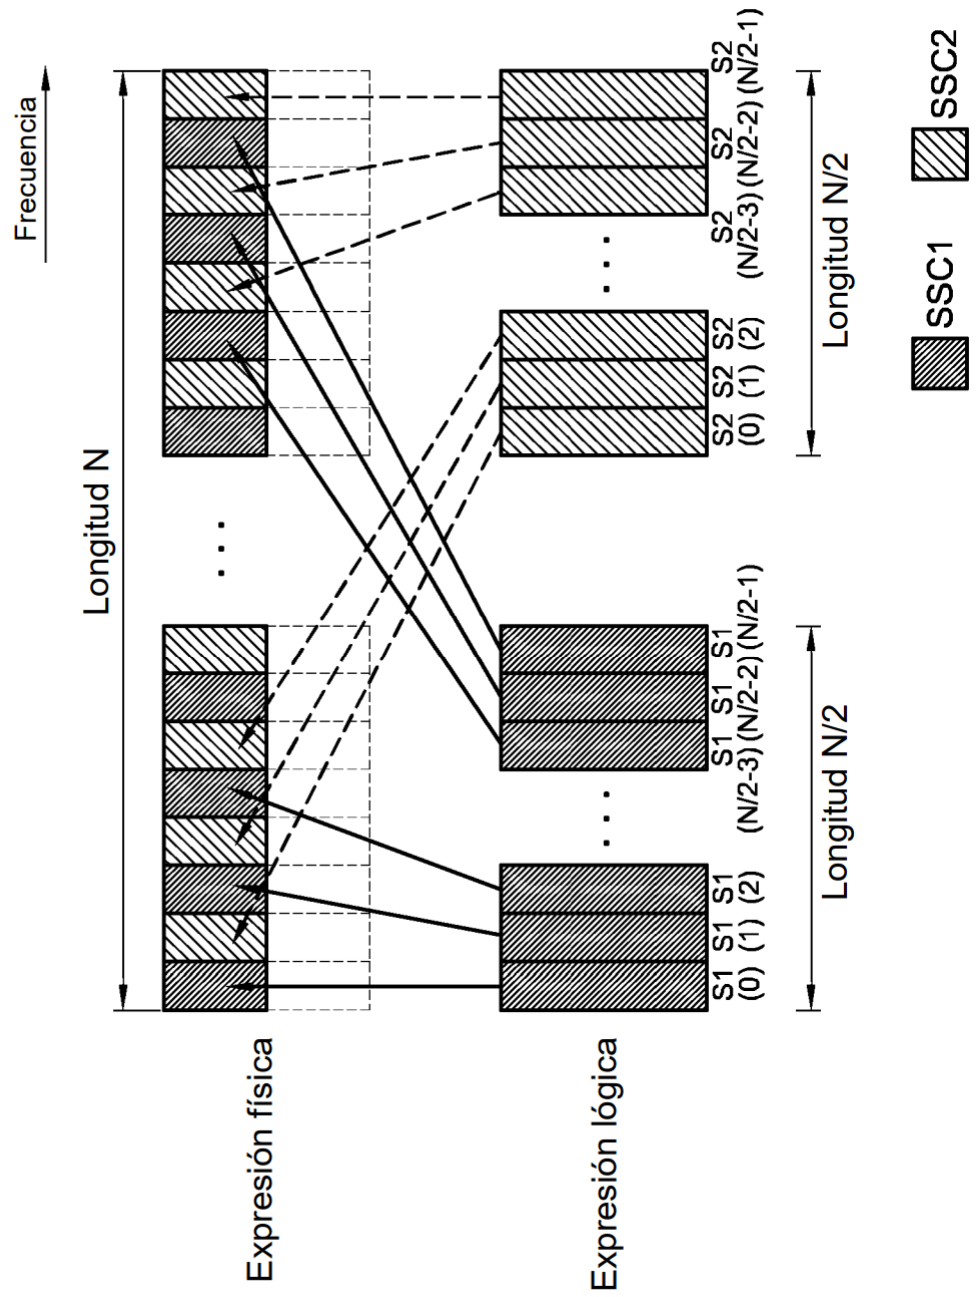 Frecuencia
Longitud N
Expresión física
. . .
Expresión lógica
. . .
. . .
S1 S1 S1 S1 S1 S1 S2 S2 S2 S2 S2 S2
(0) (1) (2) (N/2-3) (N/2-2) (N/2-1) (0) (1) (2) (N/2-3) (N/2-2) (N/2-1)
Longitud N/2
Longitud N/2
SSC1
SSC2